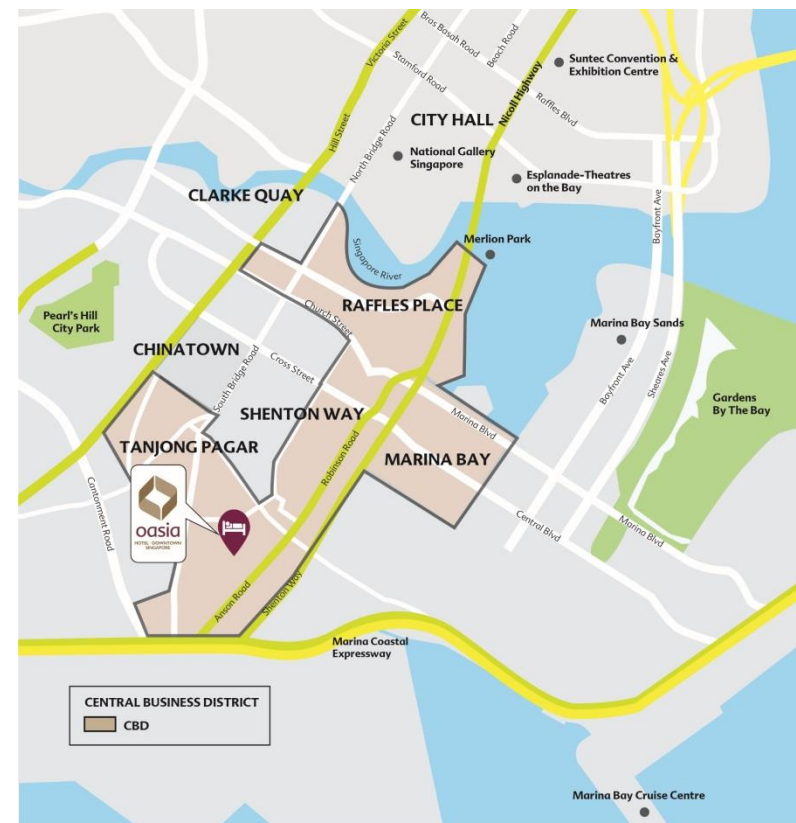 Bras Basah Road
Beach Road
Victoria Street
Stamford Road
Nicoll Highway
Suntec Convention &
Exhibition Centre
Raffles Blvd
CITY HALL
Hill Street
North Bridge Road
National Gallery
Singapore
Esplanade-Theatres
on the Bay
CLARKE QUAY
Bayfront Ave
Merlion Park
Singapore River
RAFFLES PLACE
Church Street
Pearl's Hill
City Park
Marina Bay Sands
CHINATOWN
Cross Street
South Bridge Road
Bayfront Ave
Sheares Ave
Gardens
By The Bay
SHENTON WAY
Marina Blvd
TANJONG PAGAR
Robinson Road
MARINA BAY
Cantonment Road
oasia
HOTEL DOWNTOWN
SINGAPORE
Central Blvd
Marina Blvd
Anson Road
Shenton Way
Marina Coastal
Expressway
CENTRAL BUSINESS DISTRICT
CBD
Marina Bay Cruise Centre